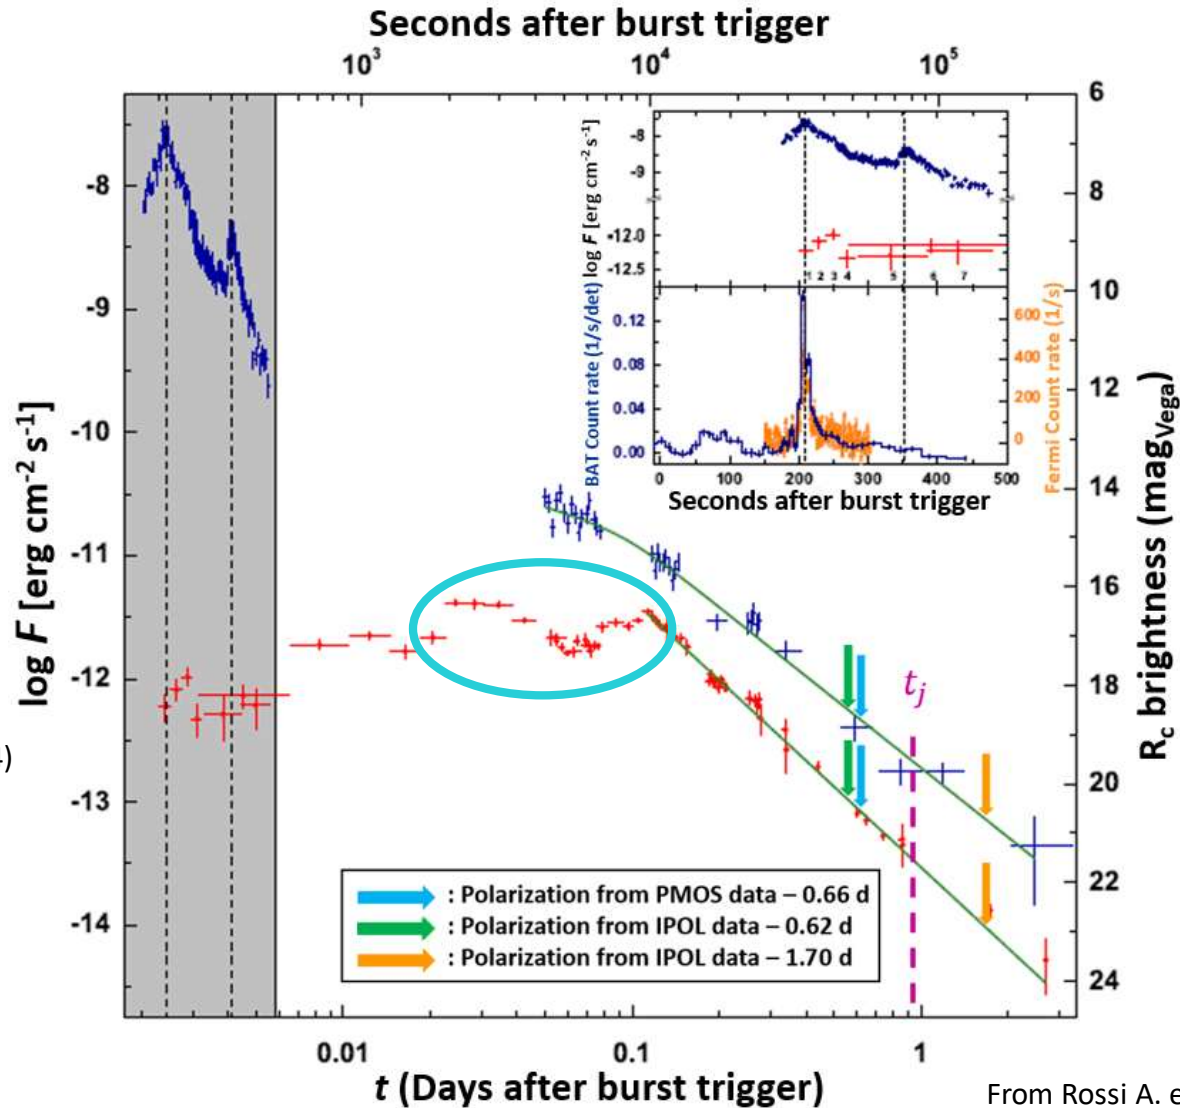 Seconds after burst trigger
10³ 10⁴ 10⁵
log F [erg cm⁻² s⁻¹]
-8
-9
-10
-11
-12
-13
-14
4)
6
8
10
12
14
16
18
20
22
24
R_c brightness (mag_Vega)
log F [erg cm⁻² s⁻¹]
-8
-9
-12.0
-12.5
1 2 3 4 5 6 7
BAT Count rate (1/s/det)
0.12
0.08
0.04
0.00
600
400
200
0
Fermi Count rate (1/s)
0 100 200 300 400 500
Seconds after burst trigger
t_j
: Polarization from PMOS data – 0.66 d
: Polarization from IPOL data – 0.62 d
: Polarization from IPOL data – 1.70 d
0.01 0.1 1
t (Days after burst trigger)
From Rossi A. e